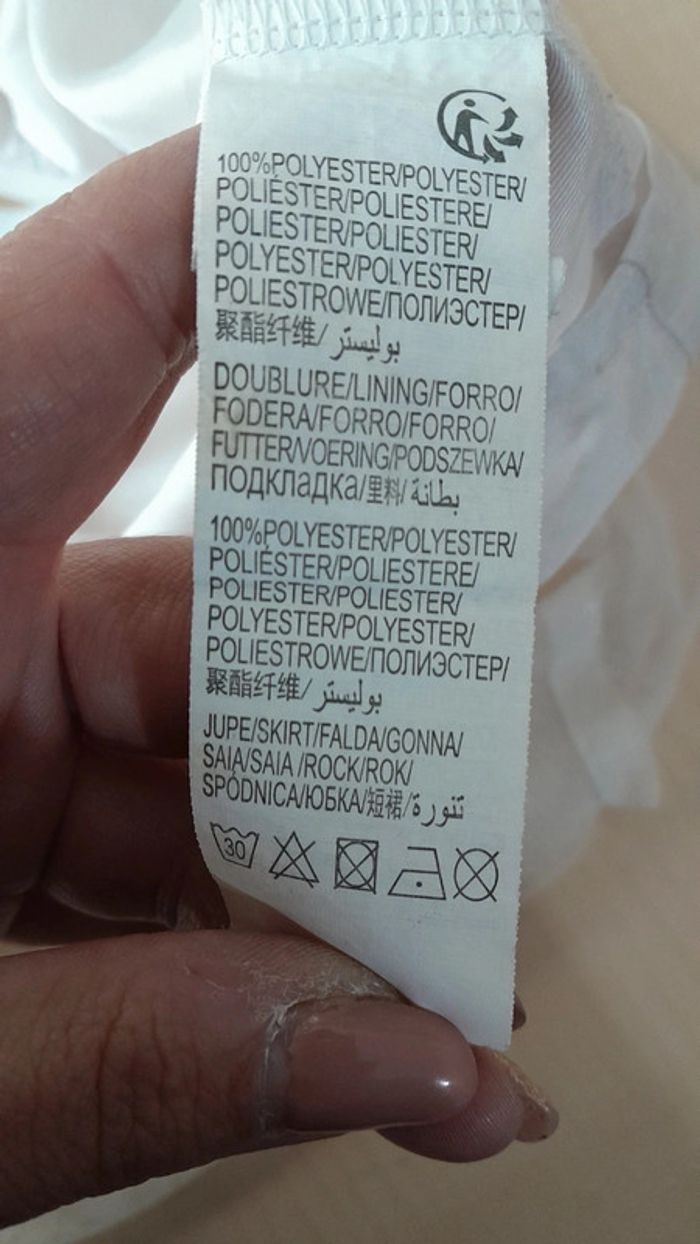 100%POLYESTER/POLYESTER/
POLIÉSTER/POLIESTERE/
POLIESTER/POLIESTER/
POLYESTER/POLYESTER/
POLIESTROWE/ПОЛИЭСТЕР/
聚酯纤维/بوليستر
DOUBLURE/LINING/FORRO/
FODERA/FORRO/FORRO/
FUTTER/VOERING/PODSZEWKA/
ПОДКЛаДКа/里料/بطانة
100%POLYESTER/POLYESTER/
POLIÉSTER/POLIESTERE/
POLIESTER/POLIESTER/
POLYESTER/POLYESTER/
POLIESTROWE/ПОЛИЭСТЕР/
聚酯纤维/بوليستر
JUPE/SKIRT/FALDA/GONNA/
SAIA/SAIA /ROCK/ROK/
SPÓDNICA/ЮБКА/短裙/تنورة
30